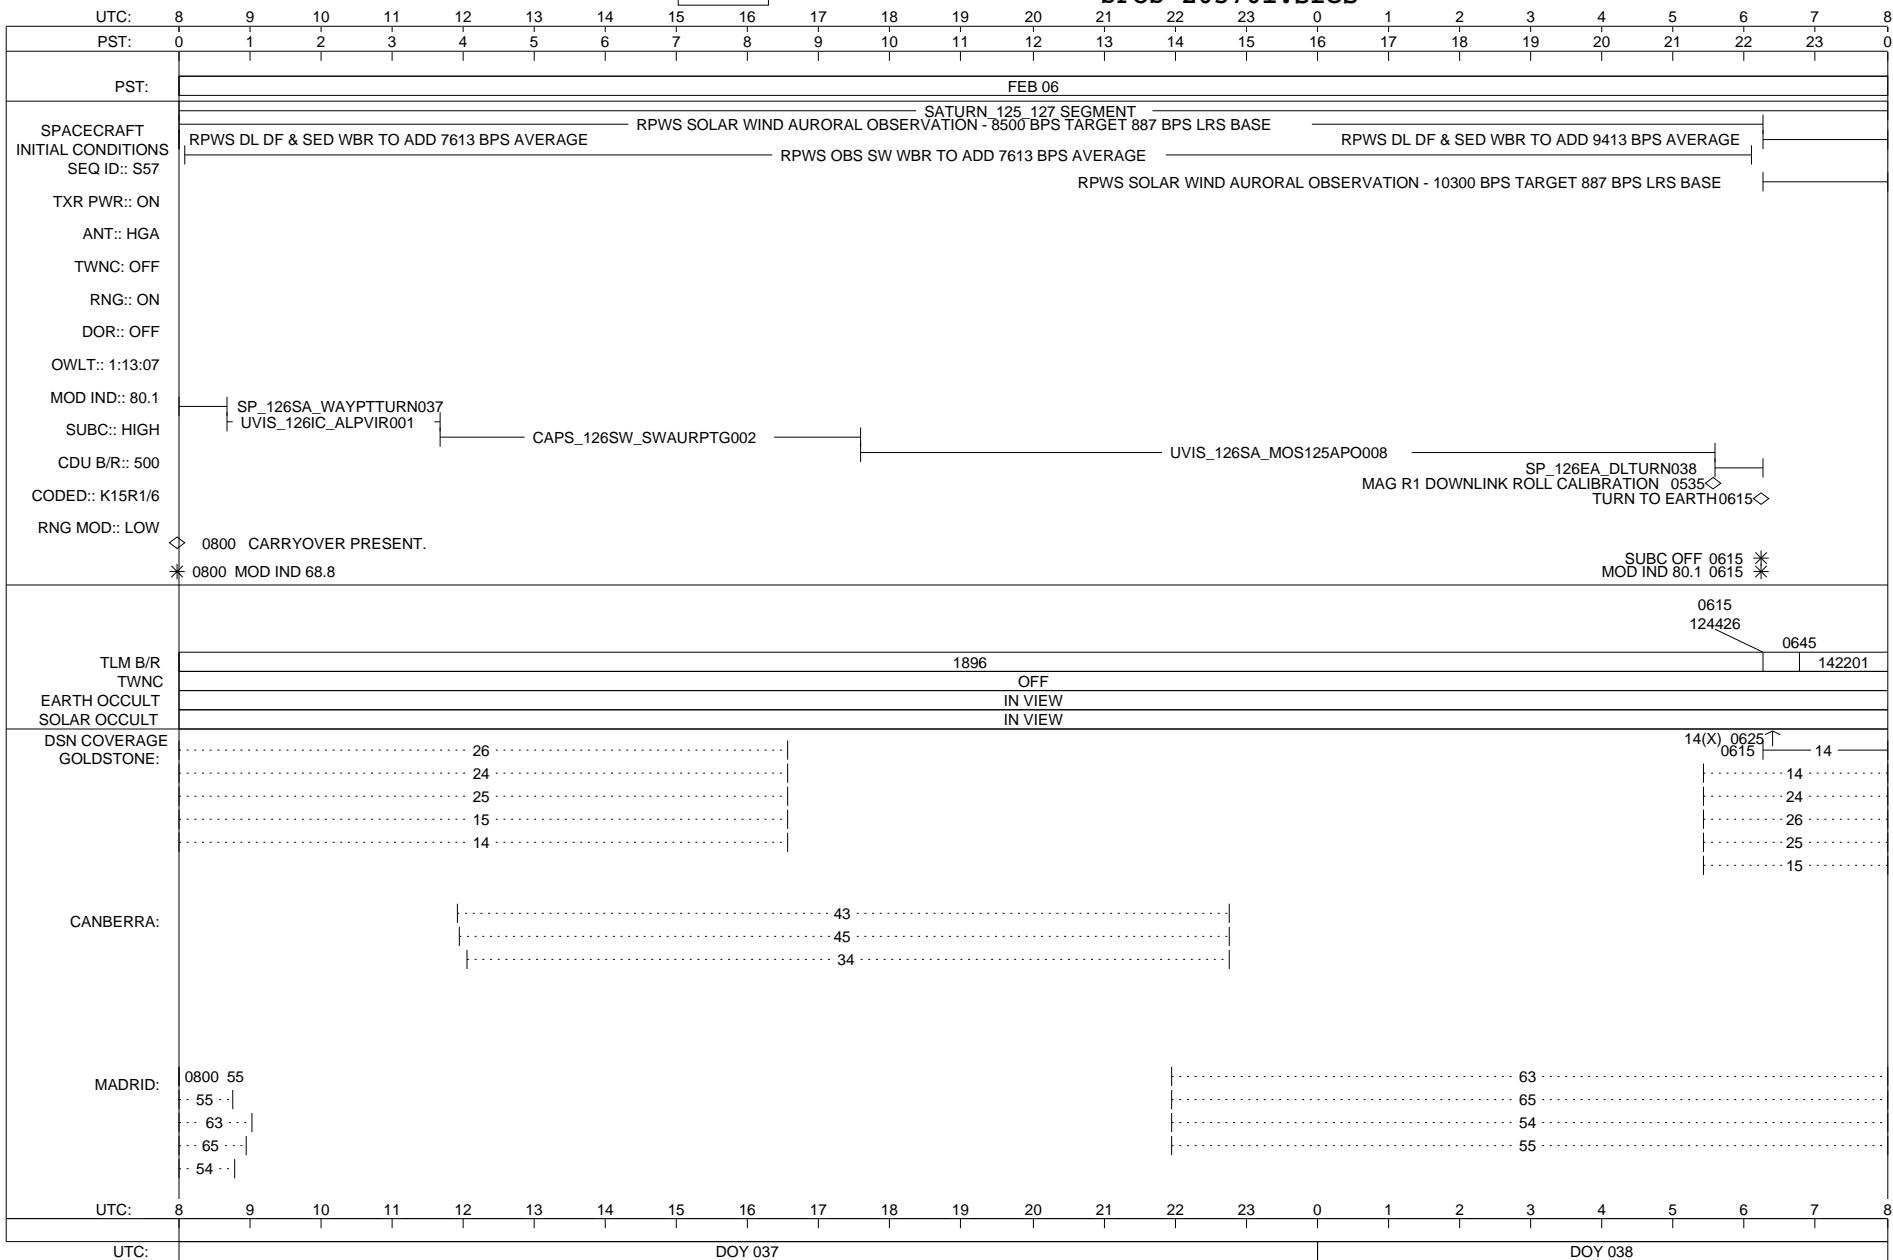 UTC: 8 9 10 11 12 13 14 15 16 17 18 19 20 21 22 23 0 1 2 3 4 5 6 7 8
PST: 0 1 2 3 4 5 6 7 8 9 10 11 12 13 14 15 16 17 18 19 20 21 22 23 0
PST: FEB 06
SATURN_125_127 SEGMENT
RPWS SOLAR WIND AURORAL OBSERVATION - 8500 BPS TARGET 887 BPS LRS BASE
RPWS DL DF & SED WBR TO ADD 7613 BPS AVERAGE
RPWS DL DF & SED WBR TO ADD 9413 BPS AVERAGE
RPWS OBS SW WBR TO ADD 7613 BPS AVERAGE
RPWS SOLAR WIND AURORAL OBSERVATION - 10300 BPS TARGET 887 BPS LRS BASE
SPACECRAFT
INITIAL CONDITIONS
SEQ ID:: S57
TXR PWR:: ON
ANT:: HGA
TWNC: OFF
RNG:: ON
DOR:: OFF
OWLT:: 1:13:07
MOD IND:: 80.1
SUBC:: HIGH
CDU B/R:: 500
CODED:: K15R1/6
RNG MOD:: LOW
SP_126SA_WAYPTTURN037
UVIS_126IC_ALPVIR001
CAPS_126SW_SWAURPTG002
UVIS_126SA_MOS125APO008
SP_126EA_DLTURN038
MAG R1 DOWNLINK ROLL CALIBRATION 0535
TURN TO EARTH 0615
0800 CARRYOVER PRESENT.
SUBC OFF 0615
0800 MOD IND 68.8
MOD IND 80.1 0615
0615
124426
0645
TLM B/R 1896 142201
TWNC OFF
EARTH OCCULT IN VIEW
SOLAR OCCULT IN VIEW
DSN COVERAGE
GOLDSTONE:
14(X) 0625
26 0615 14
24 14
25 24
15 26
14 25
15
CANBERRA:
43
45
34
MADRID:
0800 55 63
55 65
63 54
65 55
54
UTC: 8 9 10 11 12 13 14 15 16 17 18 19 20 21 22 23 0 1 2 3 4 5 6 7 8
UTC: DOY 037 DOY 038